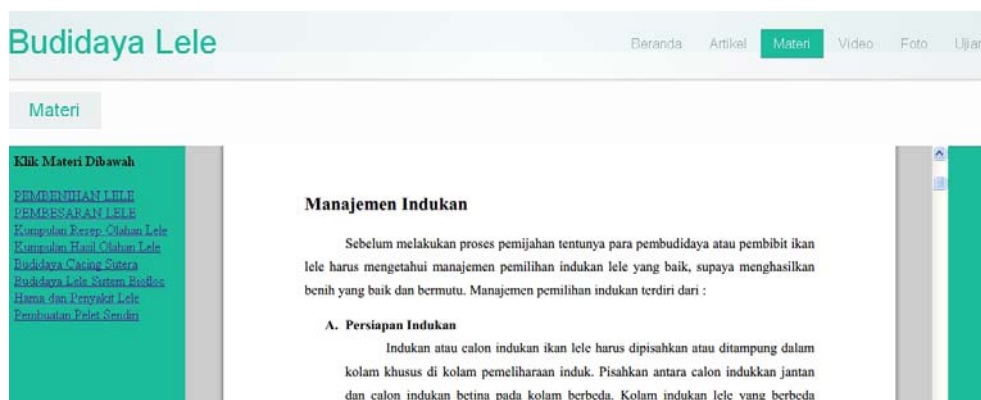 Budidaya Lele
Beranda Artikel Materi Video Foto Ujian
Materi
Klik Materi Dibawah
PEMBENIHAN LELE
PEMBESARAN LELE
Kumpulan Resep Olahan Lele
Kumpulan Hasil Olahan Lele
Budidaya Cacing Sutera
Budidaya Lele Sistem Biofloc
Hama dan Penyakit Lele
Pembuatan Pelet Sendiri
Manajemen Indukan
Sebelum melakukan proses pemijahan tentunya para pembudidaya atau pembibit ikan
lele harus mengetahui manajemen pemilihan indukan lele yang baik, supaya menghasilkan
benih yang baik dan bermutu. Manajemen pemilihan indukan terdiri dari :
A. Persiapan Indukan
Indukan atau calon indukan ikan lele harus dipisahkan atau ditampung dalam
kolam khusus di kolam pemeliharaan induk. Pisahkan antara calon indukkan jantan
dan calon indukan betina pada kolam berbeda. Kolam indukan lele yang berbeda